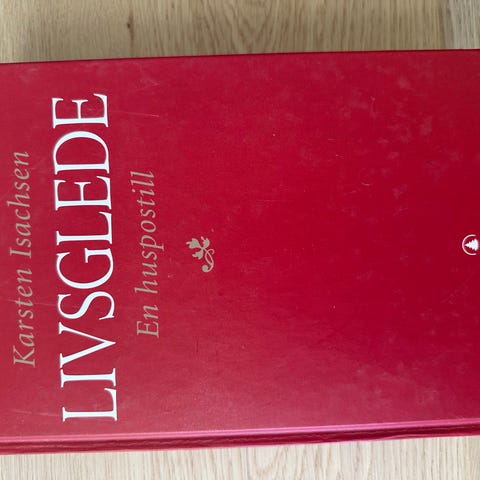 Karsten Isachsen
LIVSGLEDE
En huspostill